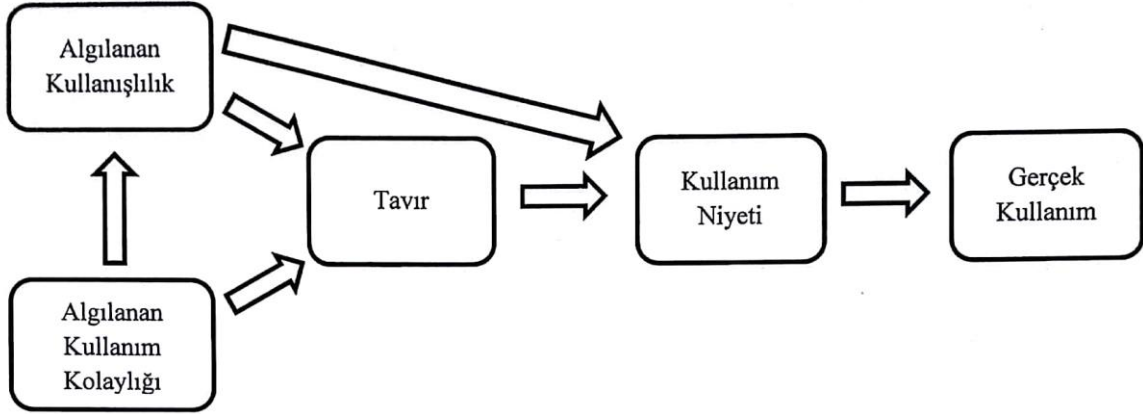 Algılanan
Kullanışlılık
Tavır
Kullanım
Niyeti
Gerçek
Kullanım
Algılanan
Kullanım
Kolaylığı